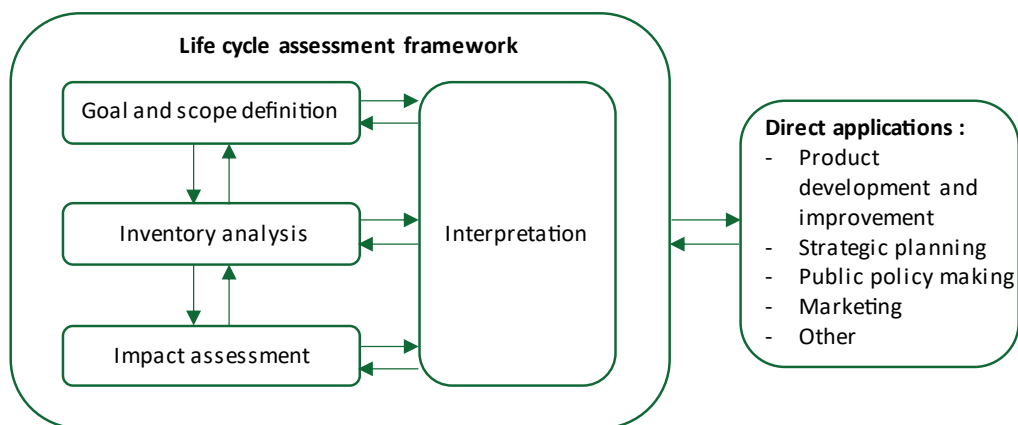 Life cycle assessment framework
Goal and scope definition
Inventory analysis
Impact assessment
Interpretation
Direct applications :
- Product
development and
improvement
- Strategic planning
- Public policy making
- Marketing
- Other